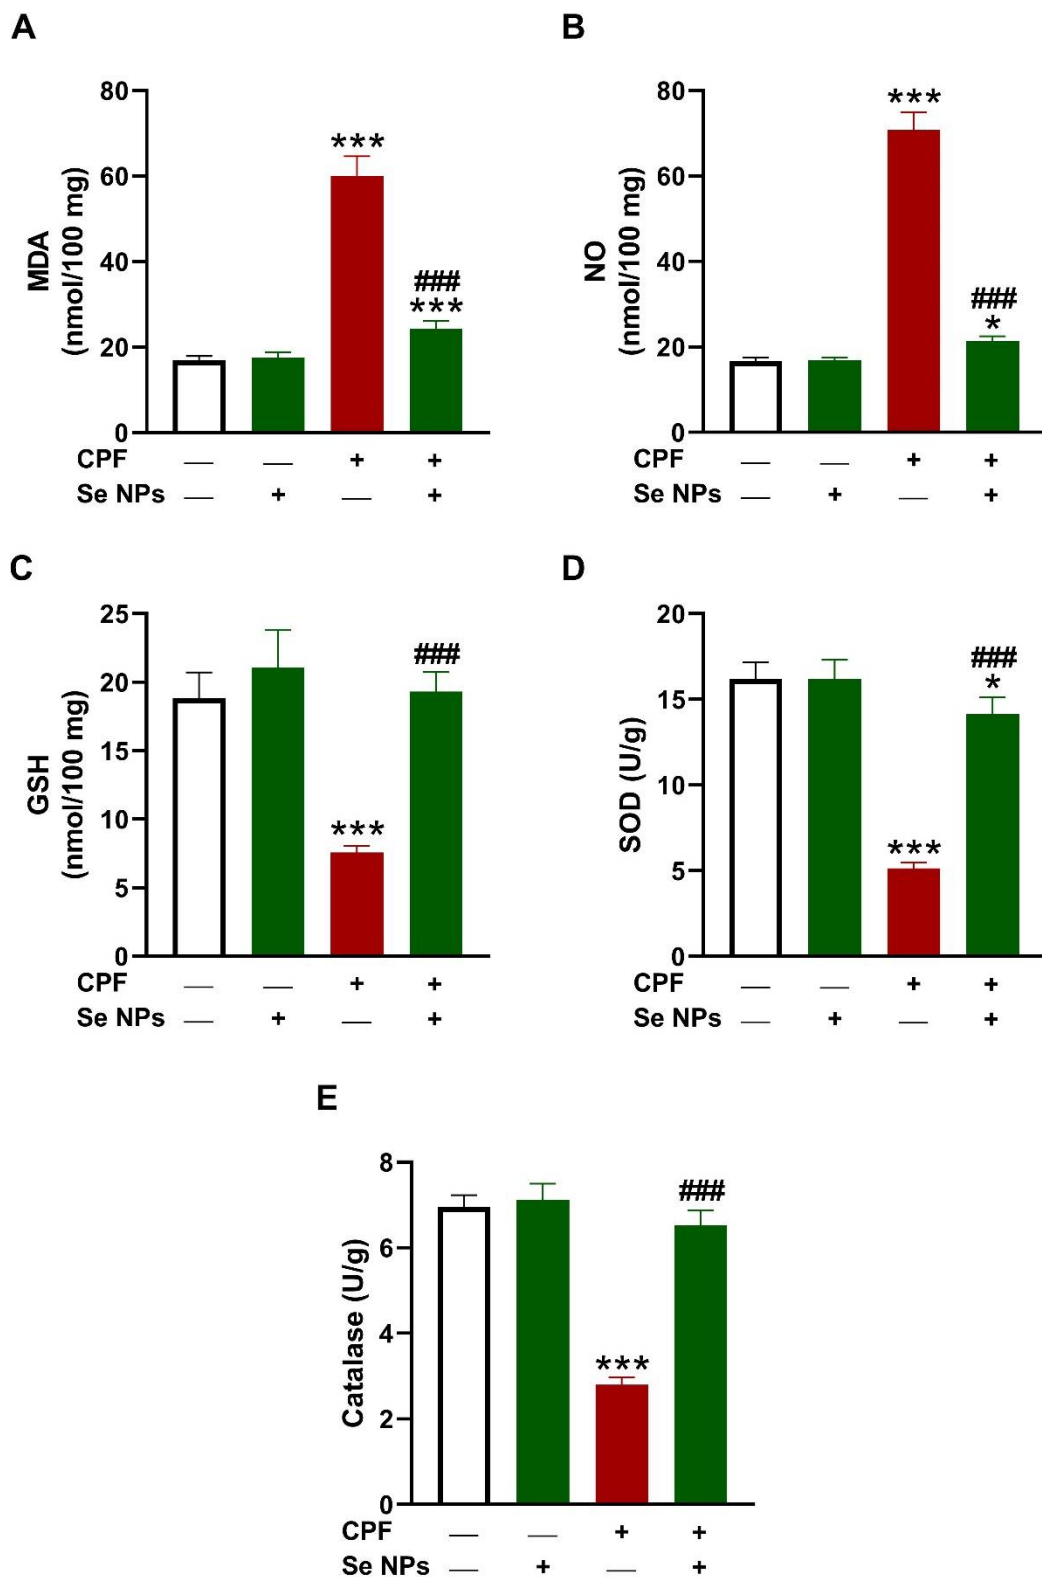 A
MDA
(nmol/100 mg)
80
60
40
20
0
***
###
***
CPF — — + +
Se NPs — + — +
B
NO
(nmol/100 mg)
80
60
40
20
0
***
###
*
CPF — — + +
Se NPs — + — +
C
GSH
(nmol/100 mg)
25
20
15
10
5
0
***
###
CPF — — + +
Se NPs — + — +
D
SOD (U/g)
20
15
10
5
0
***
###
*
CPF — — + +
Se NPs — + — +
E
Catalase (U/g)
8
6
4
2
0
***
###
CPF — — + +
Se NPs — + — +